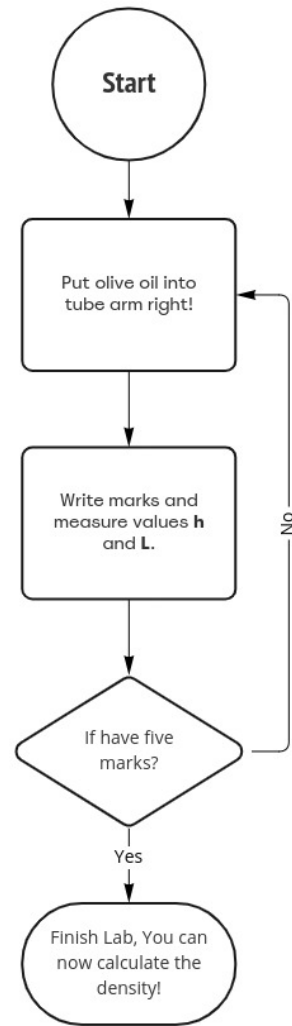 Start
Put olive oil into
tube arm right!
Write marks and
measure values h
and L.
No
If have five
marks?
Yes
Finish Lab, You can
now calculate the
density!